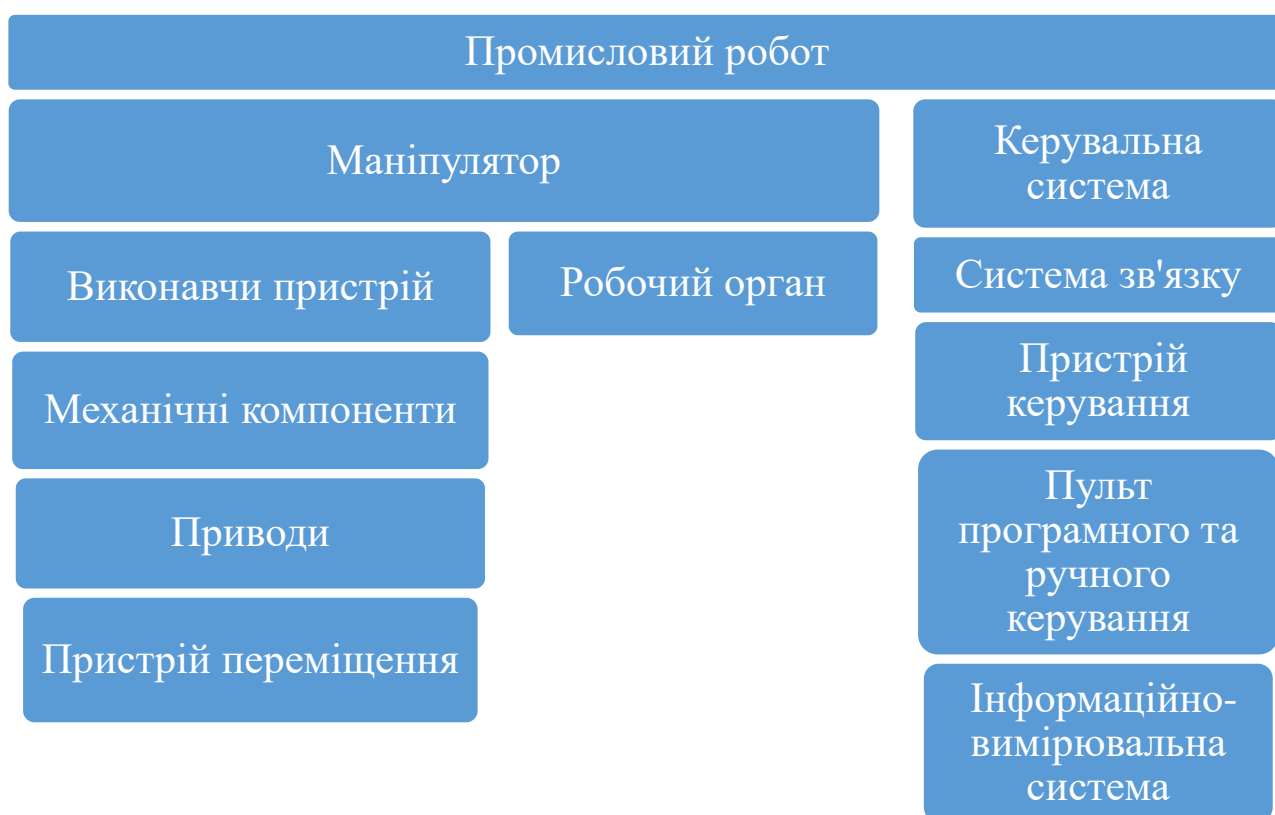 Промисловий робот
Маніпулятор
Керувальна
система
Виконавчи пристрій
Робочий орган
Система зв'язку
Механічні компоненти
Пристрій
керування
Приводи
Пульт
програмного та
ручного
керування
Пристрій переміщення
Інформаційно-
вимірювальна
система